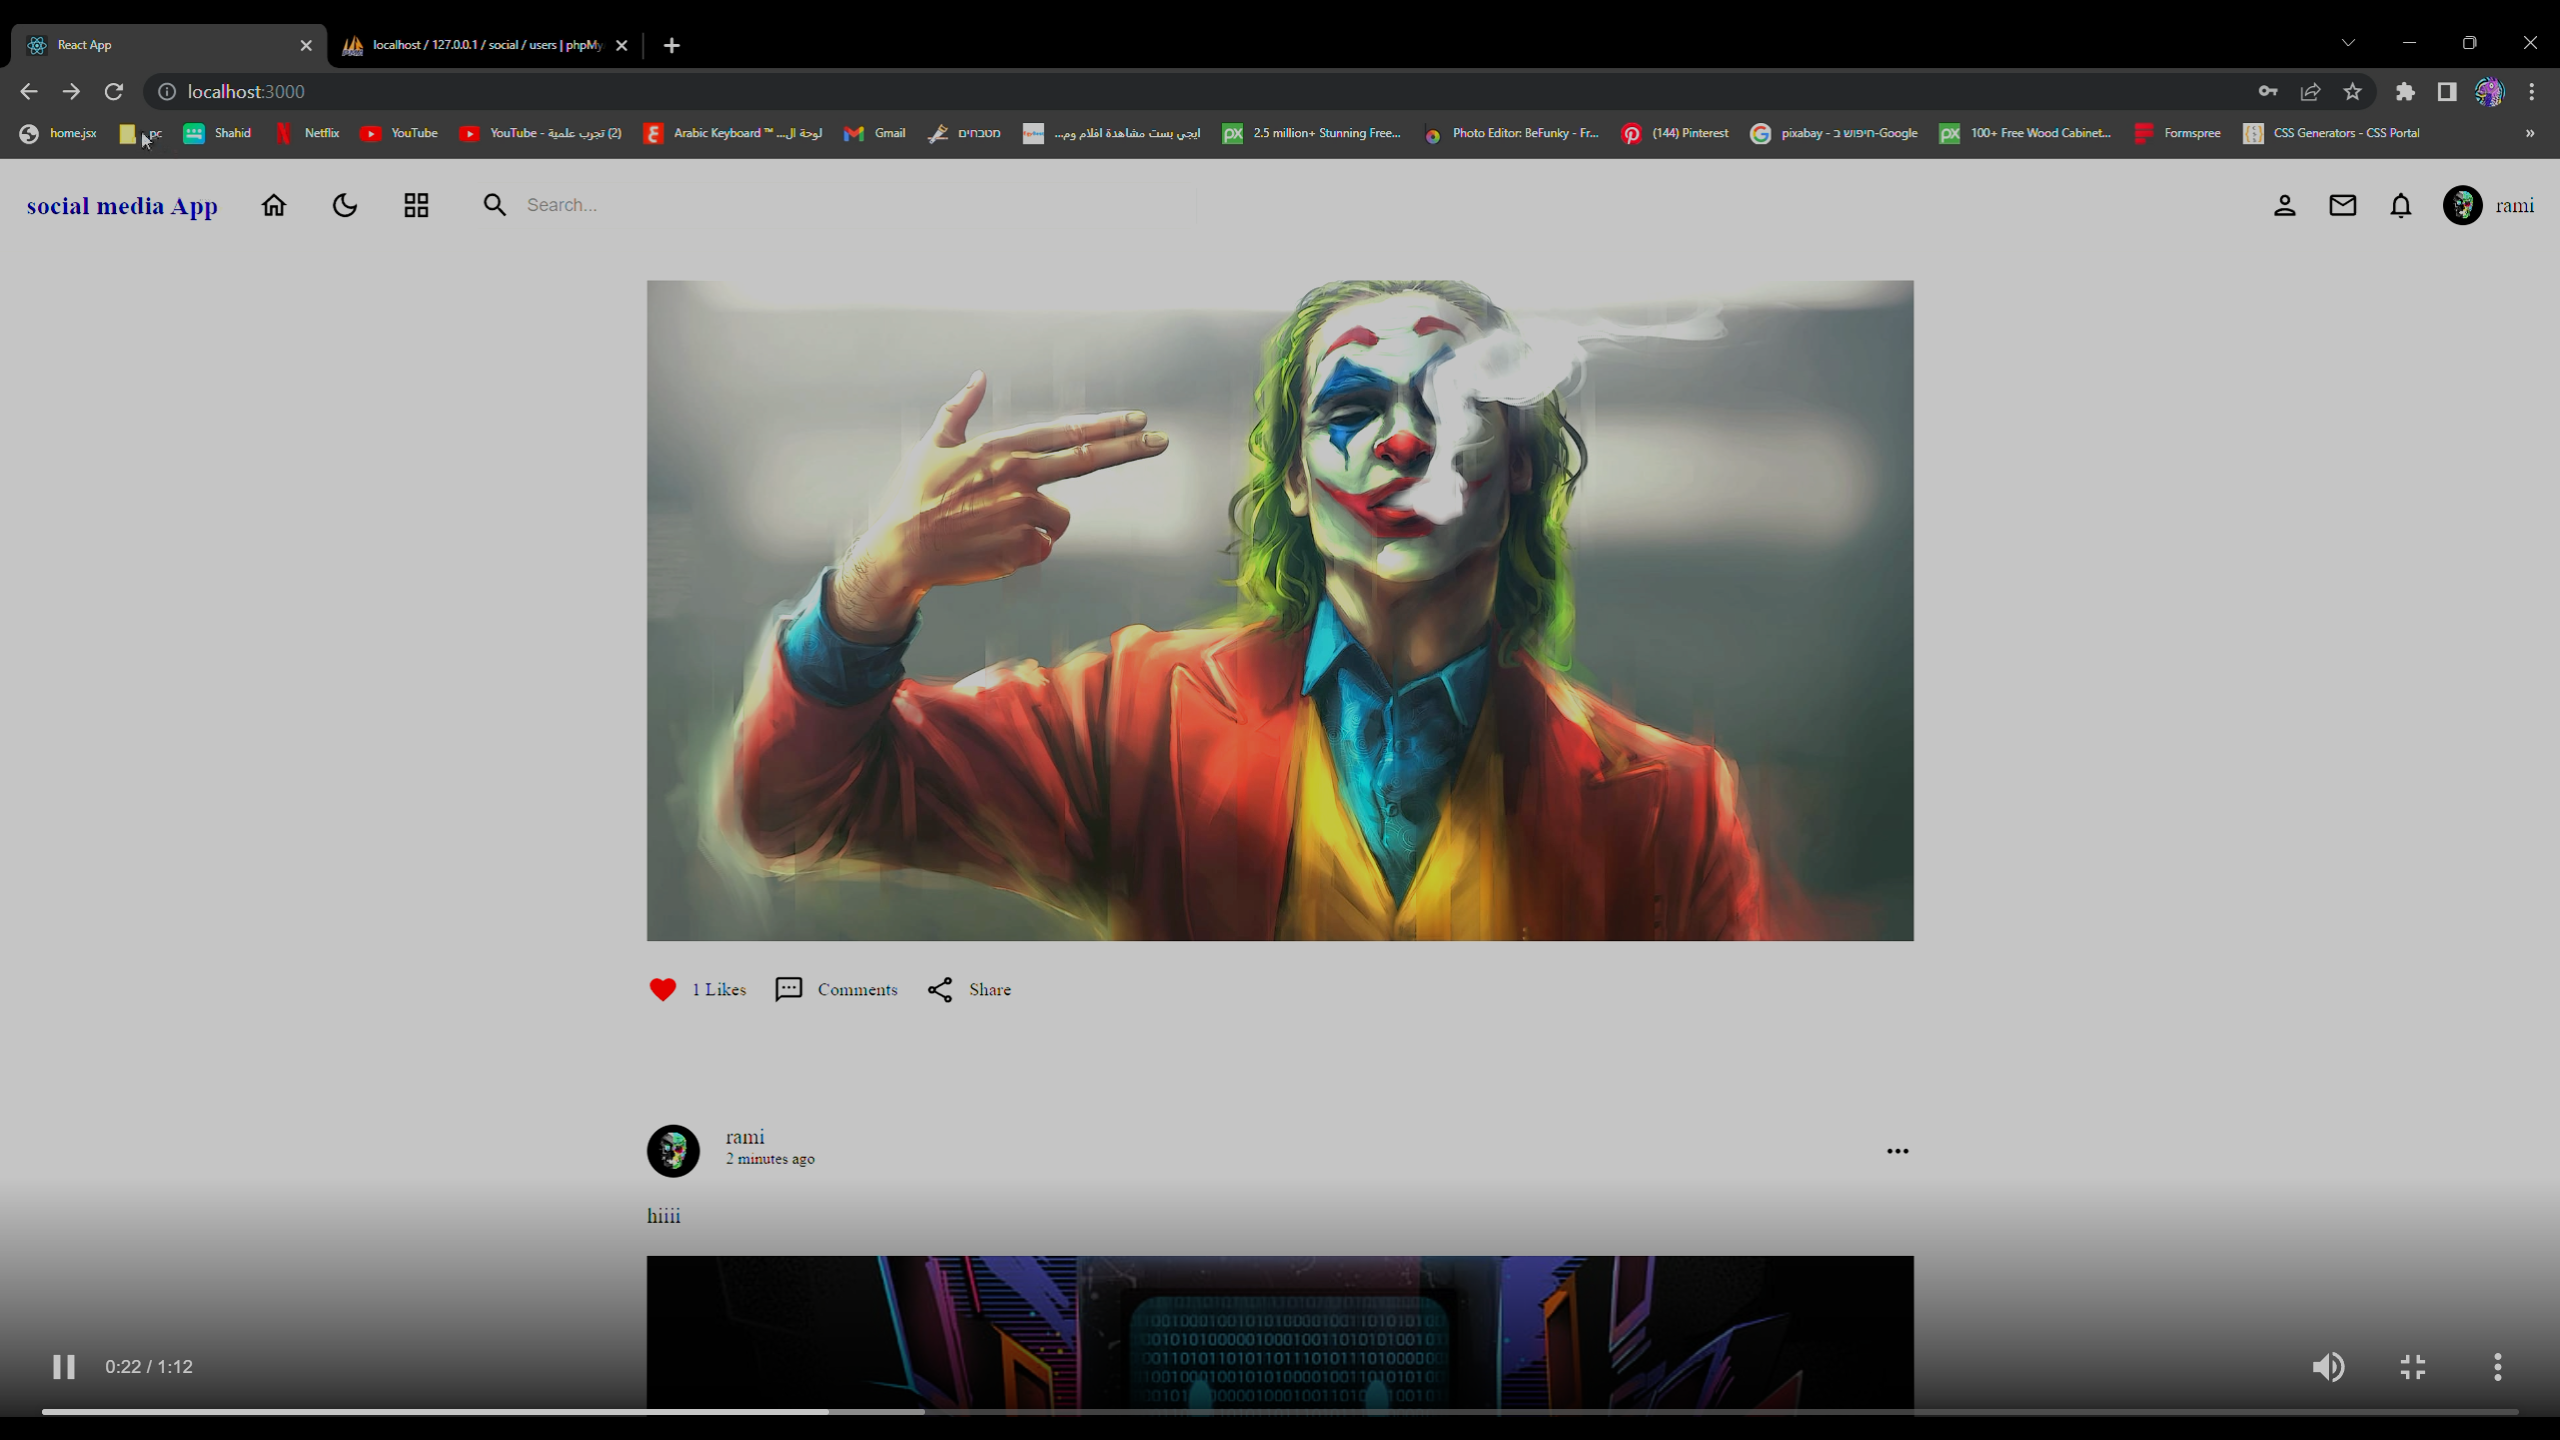 React App
localhost / 127.0.0.1 / social / users | phpMy
localhost:3000
home.jsx
pc
Shahid
Netflix
YouTube
(2) تجرب علمية - YouTube
Arabic Keyboard ™ لوحة ال...
Gmail
מטבחים
ايجي بست مشاهدة افلام وم...
2.5 million+ Stunning Free...
Photo Editor: BeFunky - Fr...
(144) Pinterest
pixabay - חיפוש ב-Google
100+ Free Wood Cabinet...
Formspree
CSS Generators - CSS Portal
social media App
Search...
rami
1 Likes
Comments
Share
rami
2 minutes ago
hiiii
0:22 / 1:12